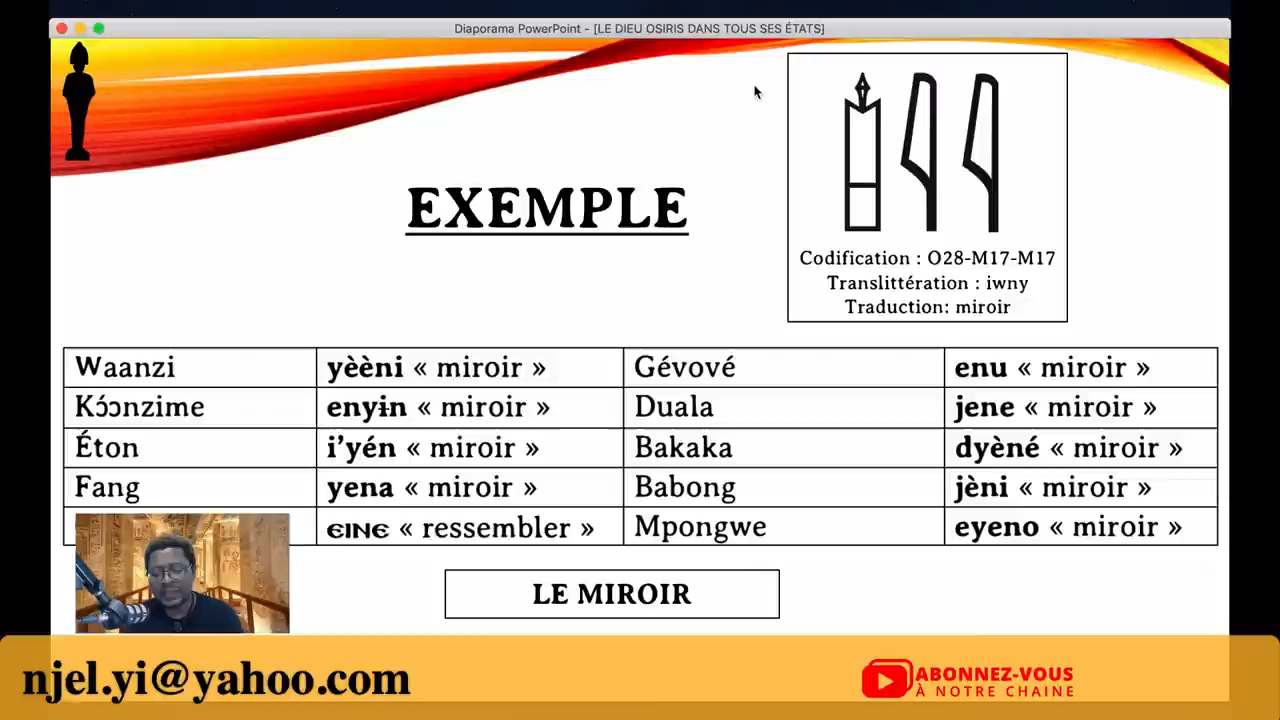 Diaporama PowerPoint - [LE DIEU OSIRIS DANS TOUS SES ÉTATS]
EXEMPLE
Codification : O28-M17-M17
Translittération : iwny
Traduction: miroir
Waanzi yèèni « miroir » Gévové enu « miroir »
Kɔ́ɔnzime enyɨn « miroir » Duala jene « miroir »
Éton i’yén « miroir » Bakaka dyèné « miroir »
Fang yena « miroir » Babong jèni « miroir »
ⲉⲓⲛⲉ « ressembler » Mpongwe eyeno « miroir »
LE MIROIR
njel.yi@yahoo.com
ABONNEZ-VOUS
À NOTRE CHAINE